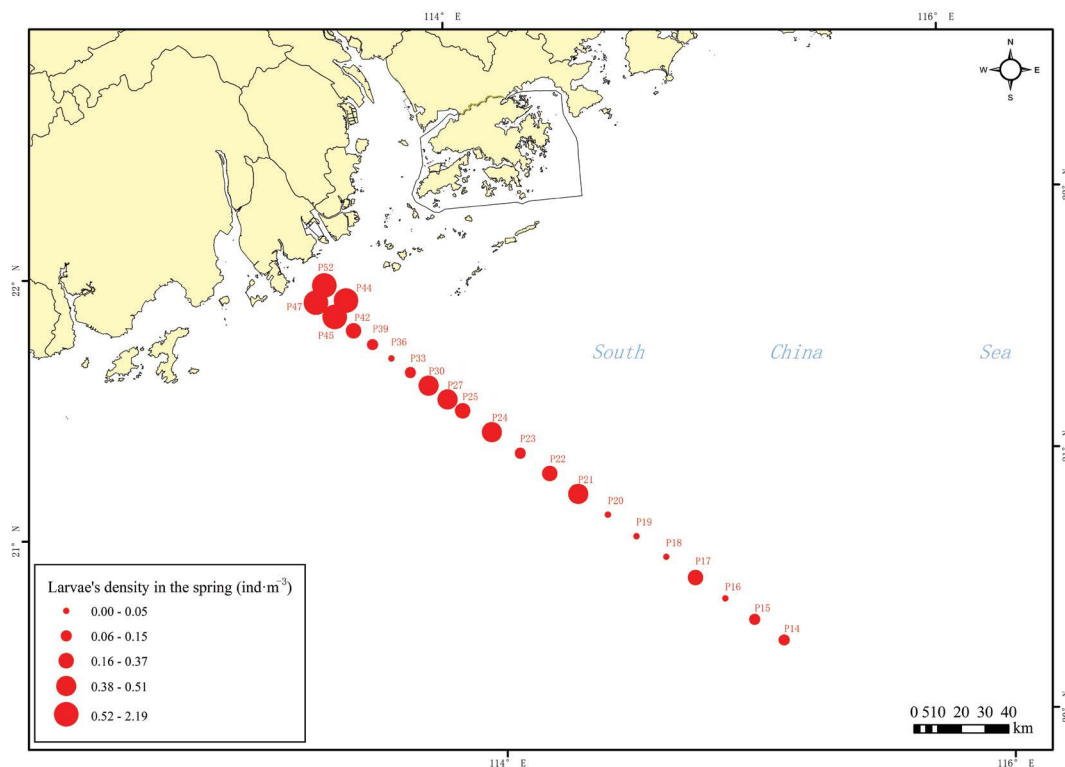 114° E
116° E
N
W
E
S
P52
P44
P47
P42
P45
P39
P36
P33
P30
P27
P25
P24
P23
P22
P21
P20
P19
P18
P17
P16
P15
P14
22° N
21° N
South China Sea
Larvae's density in the spring (ind·m⁻³)
0.00 - 0.05
0.06 - 0.15
0.16 - 0.37
0.38 - 0.51
0.52 - 2.19
0 510 20 30 40
km
114° E
116° E